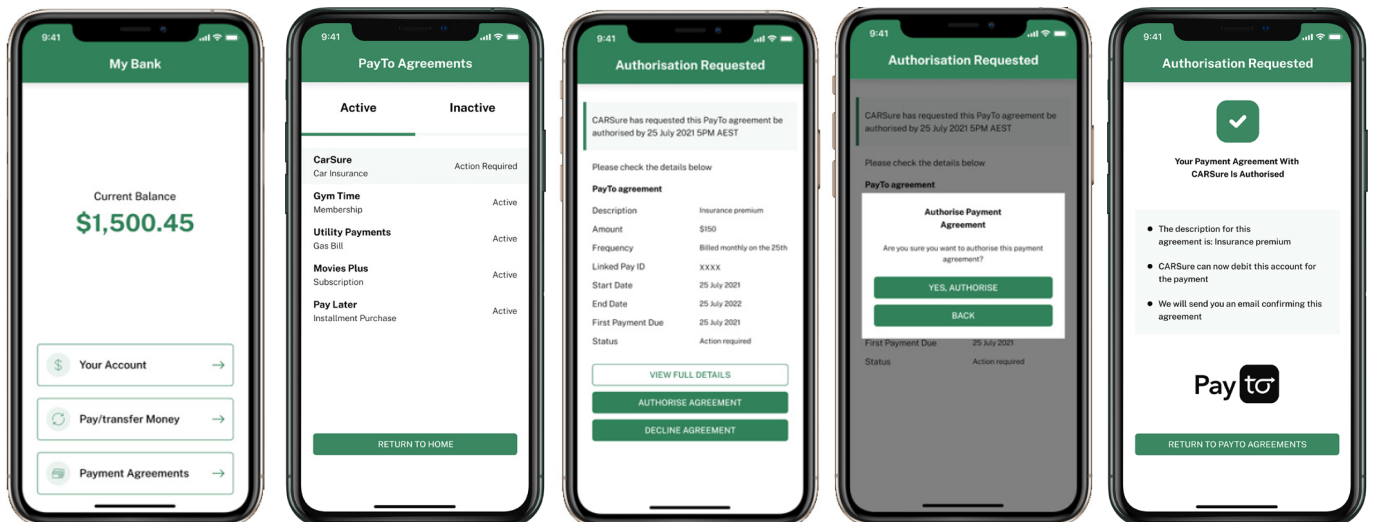 9:41
My Bank
Current Balance
$1,500.45
Your Account
Pay/transfer Money
Payment Agreements
9:41
PayTo Agreements
Active Inactive
CarSure
Car Insurance
Action Required
Gym Time
Membership
Active
Utility Payments
Gas Bill
Active
Movies Plus
Subscription
Active
Pay Later
Installment Purchase
Active
RETURN TO HOME
9:41
Authorisation Requested
CARSure has requested this PayTo agreement be
authorised by 25 July 2021 5PM AEST
Please check the details below
PayTo agreement
Description Insurance premium
Amount $150
Frequency Billed monthly on the 25th
Linked Pay ID XXXX
Start Date 25 July 2021
End Date 25 July 2022
First Payment Due 25 July 2021
Status Action required
VIEW FULL DETAILS
AUTHORISE AGREEMENT
DECLINE AGREEMENT
9:41
Authorisation Requested
CARSure has requested this PayTo agreement be
authorised by 25 July 2021 5PM AEST
Please check the details below
PayTo agreement
Authorise Payment
Agreement
Are you sure you want to authorise this payment
agreement?
YES, AUTHORISE
BACK
First Payment Due 25 July 2021
Status Action required
9:41
Authorisation Requested
Your Payment Agreement With
CARSure Is Authorised
The description for this
agreement is: Insurance premium
CARSure can now debit this account for
the payment
We will send you an email confirming this
agreement
Pay to
RETURN TO PAYTO AGREEMENTS